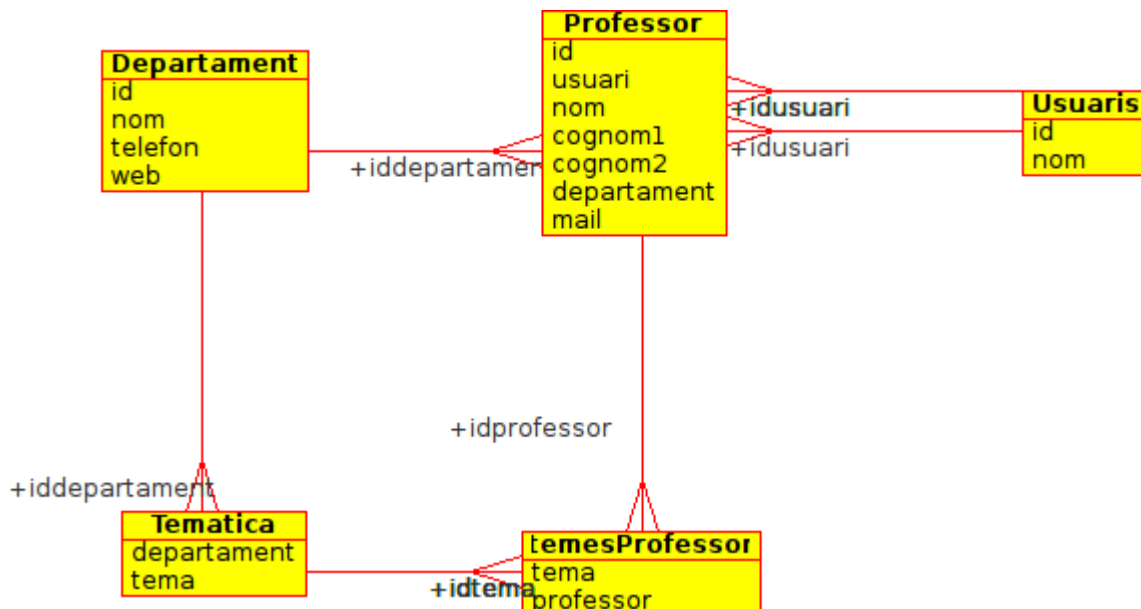 Professor
id
usuari
nom
cognom1
cognom2
departament
mail
Departament
id
nom
telefon
web
Usuaris
id
nom
+idusuari
+idusuari
+iddepartamen
+idprofessor
+iddepartament
Tematica
departament
tema
+idtema
temesProfessor
tema
professor